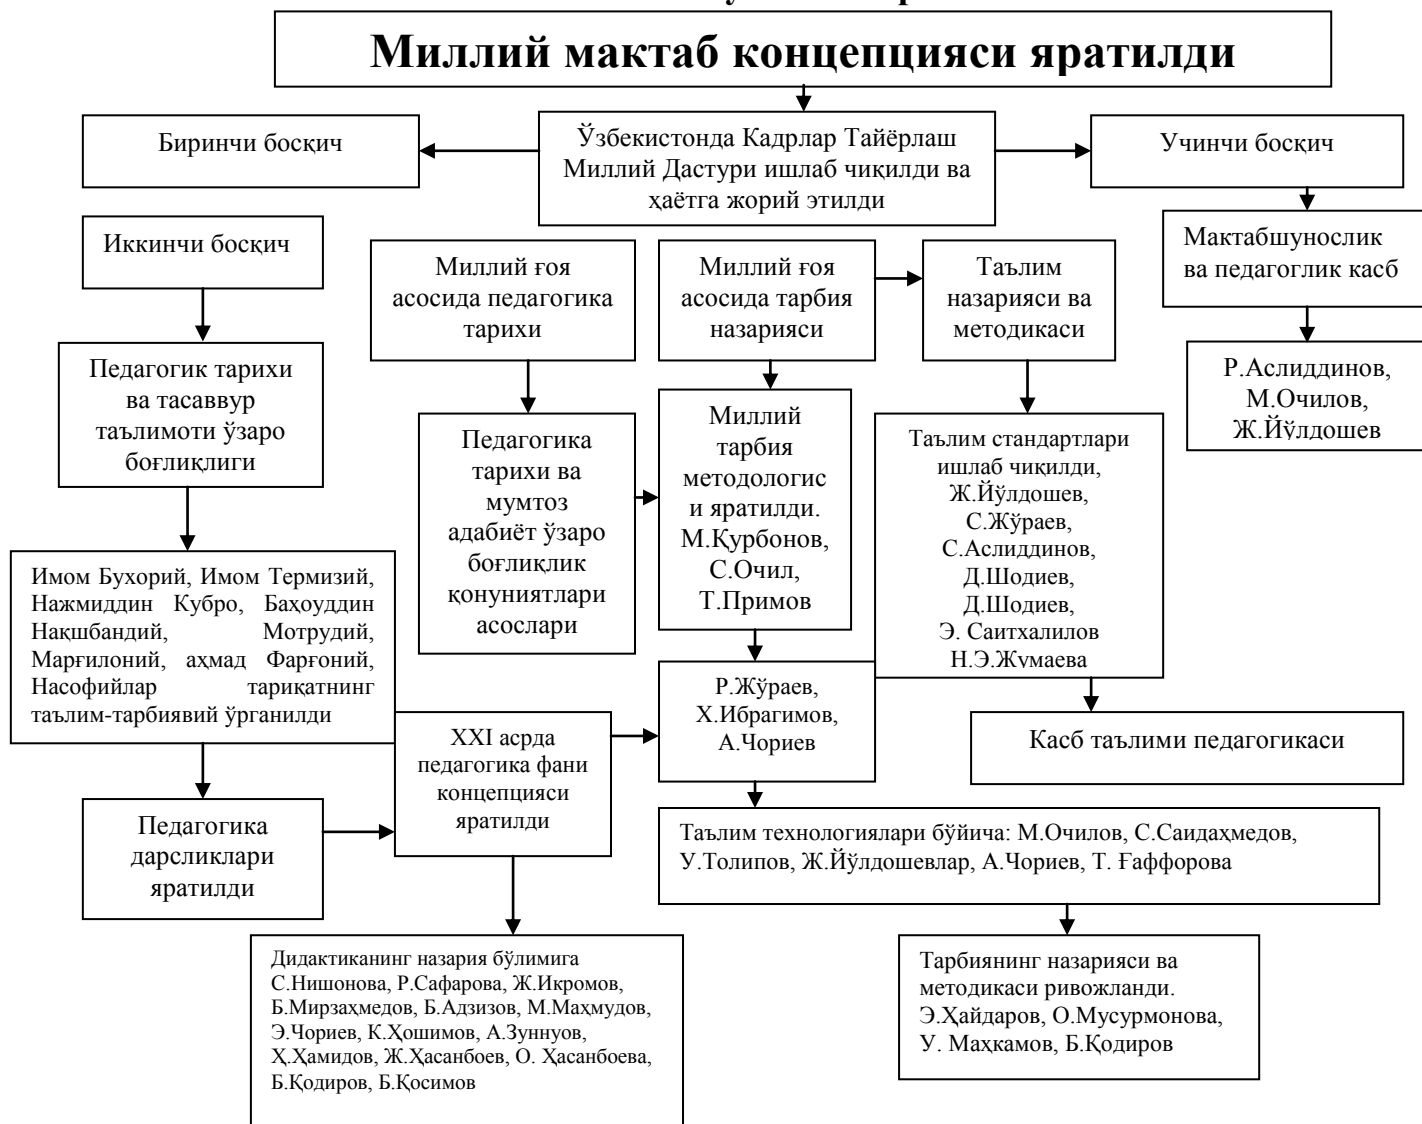 Миллий мактаб концепцияси яратилди
Биринчи босқич
Ўзбекистонда Кадрлар Тайёрлаш
Миллий Дастури ишлаб чиқилди ва
ҳаётга жорий этилди
Учинчи босқич
Иккинчи босқич
Миллий ғоя
асосида педагогика
тарихи
Миллий ғоя
асосида тарбия
назарияси
Таълим
назарияси ва
методикаси
Мактабшунослик
ва педагоглик касб
Р.Аслиддинов,
М.Очилов,
Ж.Йўлдошев
Педагогик тарихи
ва тасаввур
таълимоти ўзаро
боғлиқлиги
Педагогика
тарихи ва
мумтоз
адабиёт ўзаро
боғлиқлик
қонуниятлари
асослари
Миллий
тарбия
методологис
и яратилди.
М.Қурбонов,
С.Очил,
Т.Примов
Таълим стандартлари
ишлаб чиқилди,
Ж.Йўлдошев,
С.Жўраев,
С.Аслиддинов,
Д.Шодиев,
Д.Шодиев,
Э. Саитхалилов
Н.Э.Жумаева
Имом Бухорий, Имом Термизий,
Нажмиддин Кубро, Баҳоуддин
Нақшбандий, Мотрудий,
Марғилоний, аҳмад Фарғоний,
Насофийлар тариқатнинг
таълим-тарбиявий ўрганилди
Р.Жўраев,
Х.Ибрагимов,
А.Чориев
XXI асрда
педагогика фани
концепцияси
яратилди
Касб таълими педагогикаси
Педагогика
дарсликлари
яратилди
Таълим технологиялари бўйича: М.Очилов, С.Саидаҳмедов,
У.Толипов, Ж.Йўлдошевлар, А.Чориев, Т. Ғаффорова
Дидактиканинг назария бўлимига
С.Нишонова, Р.Сафарова, Ж.Икромов,
Б.Мирзаҳмедов, Б.Адзизов, М.Маҳмудов,
Э.Чориев, К.Ҳошимов, А.Зуннуов,
Ҳ.Ҳамидов, Ж.Ҳасанбоев, О. Ҳасанбоева,
Б.Қодиров, Б.Қосимов
Тарбиянинг назарияси ва
методикаси ривожланди.
Э.Ҳайдаров, О.Мусурмонова,
У. Маҳкамов, Б.Қодиров